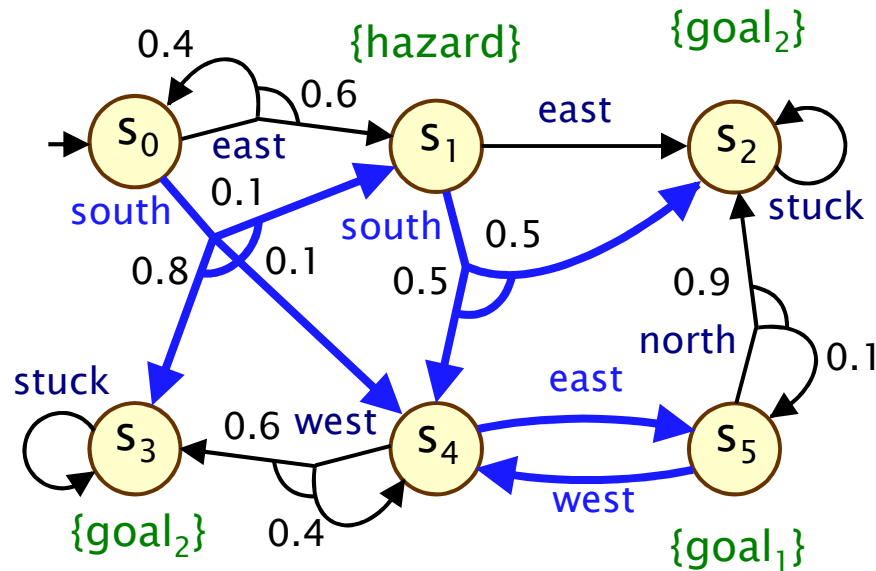 {goal₂}
0.4
{hazard}
0.6
s₀
s₁
east
s₂
east
0.1
south
south
0.5
stuck
0.8
0.1
0.5
0.9
north
stuck
east
0.1
0.6
west
s₃
s₄
s₅
west
0.4
{goal₂}
{goal₁}